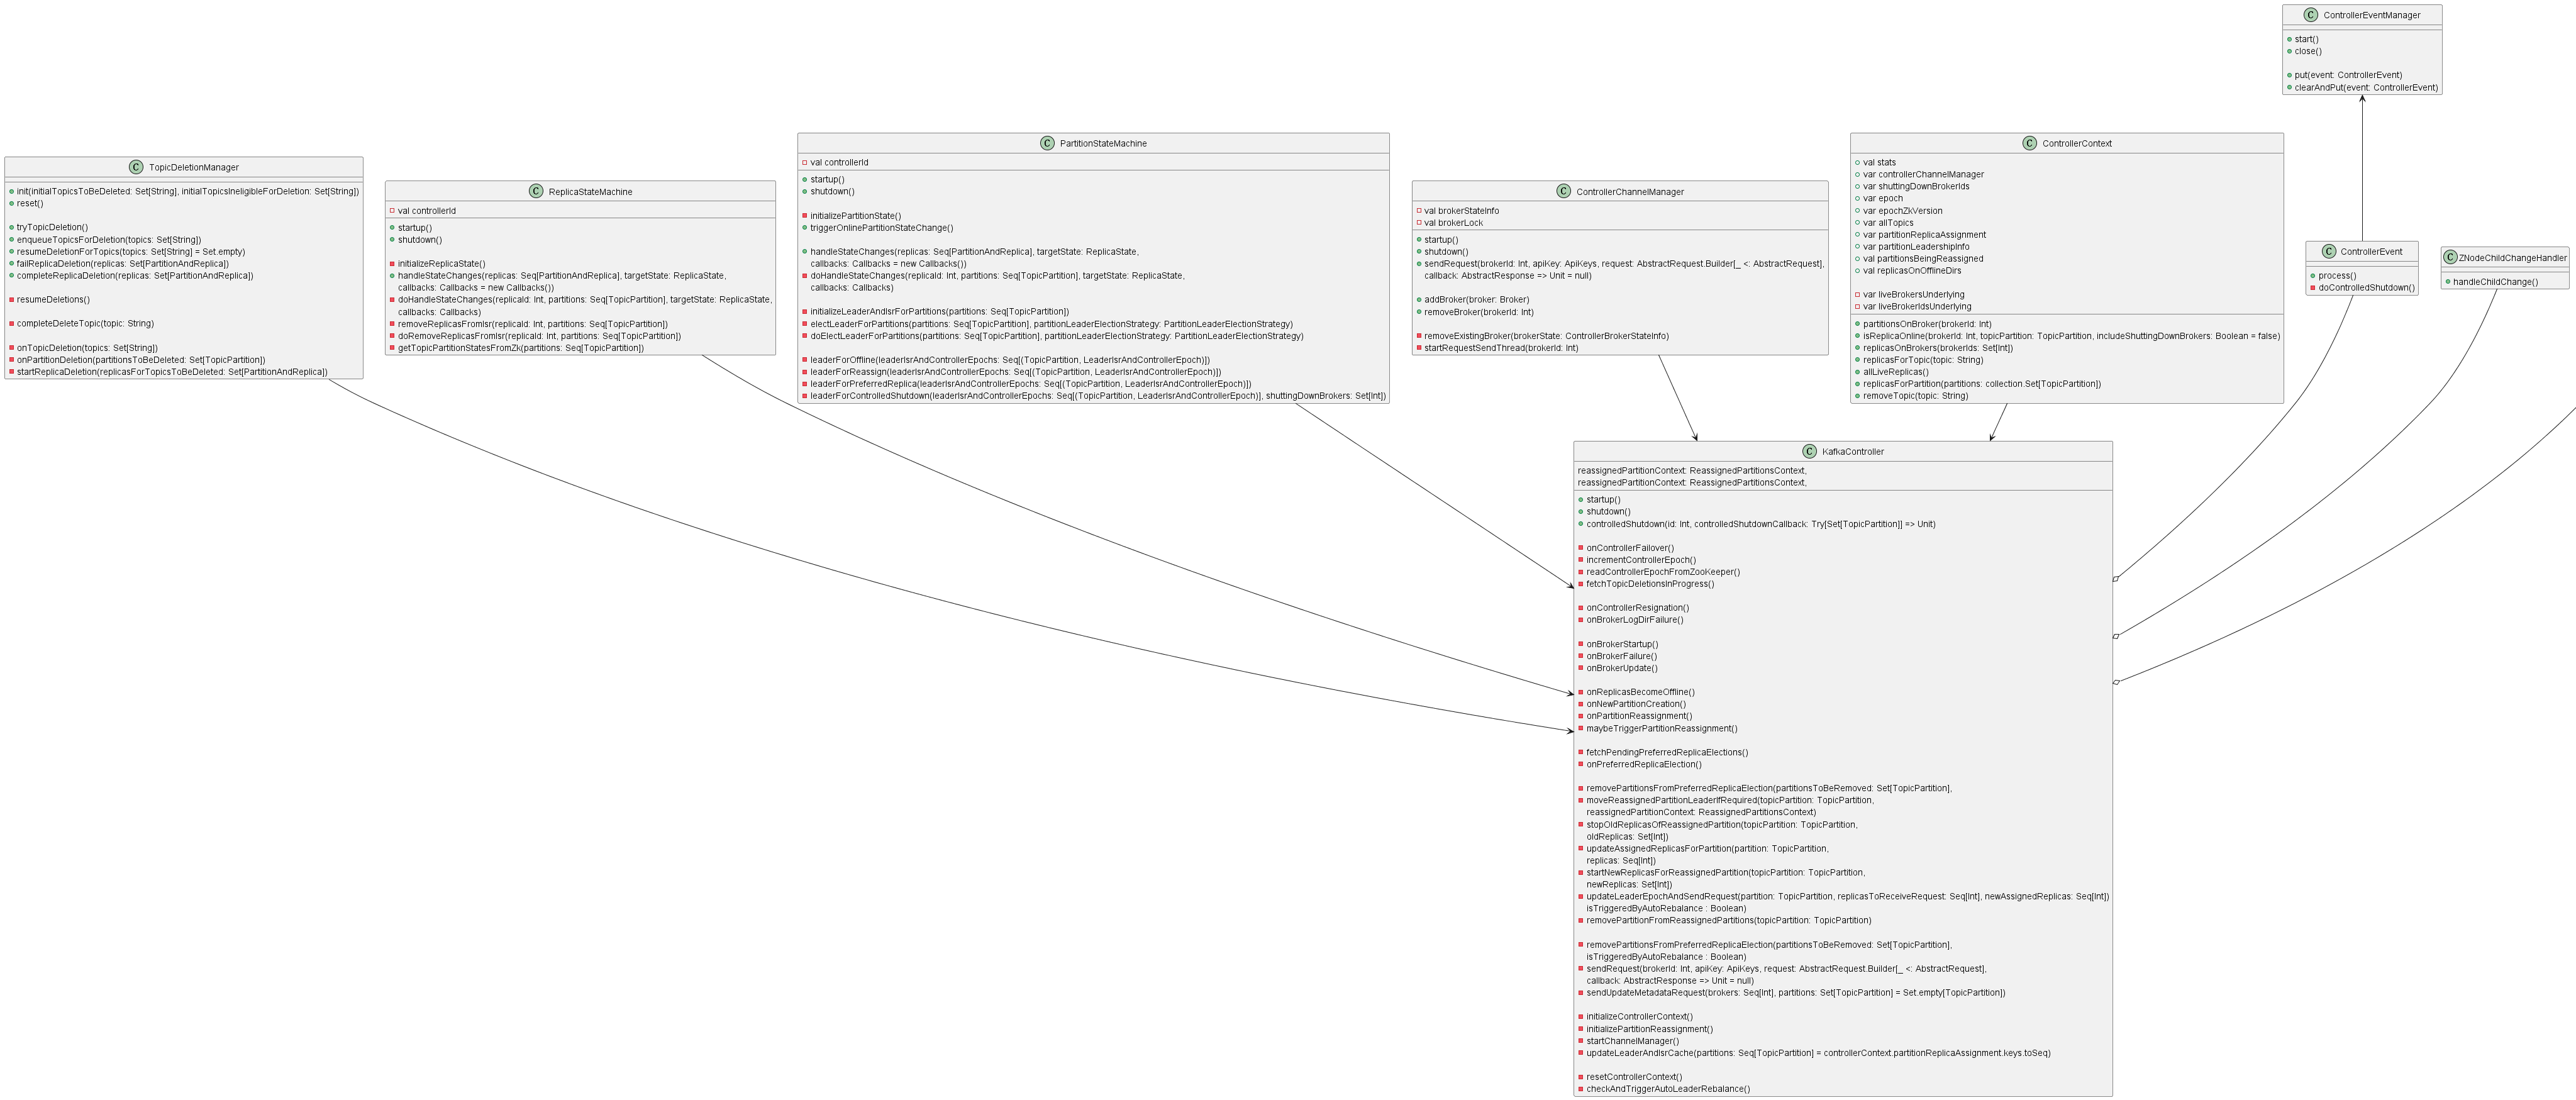 C ControllerEventManager
start()
close()
put(event: ControllerEvent)
clearAndPut(event: ControllerEvent)
C TopicDeletionManager
init(initialTopicsToBeDeleted: Set[String], initialTopicsIneligibleForDeletion: Set[String])
reset()
tryTopicDeletion()
enqueueTopicsForDeletion(topics: Set[String])
resumeDeletionForTopics(topics: Set[String] = Set.empty)
failReplicaDeletion(replicas: Set[PartitionAndReplica])
completeReplicaDeletion(replicas: Set[PartitionAndReplica])
resumeDeletions()
completeDeleteTopic(topic: String)
onTopicDeletion(topics: Set[String])
onPartitionDeletion(partitionsToBeDeleted: Set[TopicPartition])
startReplicaDeletion(replicasForTopicsToBeDeleted: Set[PartitionAndReplica])
C ReplicaStateMachine
val controllerId
startup()
shutdown()
initializeReplicaState()
handleStateChanges(replicas: Seq[PartitionAndReplica], targetState: ReplicaState,
callbacks: Callbacks = new Callbacks())
doHandleStateChanges(replicaId: Int, partitions: Seq[TopicPartition], targetState: ReplicaState,
callbacks: Callbacks)
removeReplicasFromIsr(replicaId: Int, partitions: Seq[TopicPartition])
doRemoveReplicasFromIsr(replicaId: Int, partitions: Seq[TopicPartition])
getTopicPartitionStatesFromZk(partitions: Seq[TopicPartition])
C PartitionStateMachine
val controllerId
startup()
shutdown()
initializePartitionState()
triggerOnlinePartitionStateChange()
handleStateChanges(replicas: Seq[PartitionAndReplica], targetState: ReplicaState,
callbacks: Callbacks = new Callbacks())
doHandleStateChanges(replicaId: Int, partitions: Seq[TopicPartition], targetState: ReplicaState,
callbacks: Callbacks)
initializeLeaderAndIsrForPartitions(partitions: Seq[TopicPartition])
electLeaderForPartitions(partitions: Seq[TopicPartition], partitionLeaderElectionStrategy: PartitionLeaderElectionStrategy)
doElectLeaderForPartitions(partitions: Seq[TopicPartition], partitionLeaderElectionStrategy: PartitionLeaderElectionStrategy)
leaderForOffline(leaderIsrAndControllerEpochs: Seq[(TopicPartition, LeaderIsrAndControllerEpoch)])
leaderForReassign(leaderIsrAndControllerEpochs: Seq[(TopicPartition, LeaderIsrAndControllerEpoch)])
leaderForPreferredReplica(leaderIsrAndControllerEpochs: Seq[(TopicPartition, LeaderIsrAndControllerEpoch)])
leaderForControlledShutdown(leaderIsrAndControllerEpochs: Seq[(TopicPartition, LeaderIsrAndControllerEpoch)], shuttingDownBrokers: Set[Int])
C ControllerChannelManager
val brokerStateInfo
val brokerLock
startup()
shutdown()
sendRequest(brokerId: Int, apiKey: ApiKeys, request: AbstractRequest.Builder[_ <: AbstractRequest],
callback: AbstractResponse => Unit = null)
addBroker(broker: Broker)
removeBroker(brokerId: Int)
removeExistingBroker(brokerState: ControllerBrokerStateInfo)
startRequestSendThread(brokerId: Int)
C ControllerContext
val stats
var controllerChannelManager
var shuttingDownBrokerIds
var epoch
var epochZkVersion
var allTopics
var partitionReplicaAssignment
var partitionLeadershipInfo
var partitionsBeingReassigned
val replicasOnOfflineDirs
var liveBrokersUnderlying
var liveBrokerIdsUnderlying
partitionsOnBroker(brokerId: Int)
isReplicaOnline(brokerId: Int, topicPartition: TopicPartition, includeShuttingDownBrokers: Boolean = false)
replicasOnBrokers(brokerIds: Set[Int])
replicasForTopic(topic: String)
allLiveReplicas()
replicasForPartition(partitions: collection.Set[TopicPartition])
removeTopic(topic: String)
C ControllerEvent
process()
doControlledShutdown()
C ZNodeChildChangeHandler
handleChildChange()
C KafkaController
reassignedPartitionContext: ReassignedPartitionsContext,
reassignedPartitionContext: ReassignedPartitionsContext,
startup()
shutdown()
controlledShutdown(id: Int, controlledShutdownCallback: Try[Set[TopicPartition]] => Unit)
onControllerFailover()
incrementControllerEpoch()
readControllerEpochFromZooKeeper()
fetchTopicDeletionsInProgress()
onControllerResignation()
onBrokerLogDirFailure()
onBrokerStartup()
onBrokerFailure()
onBrokerUpdate()
onReplicasBecomeOffline()
onNewPartitionCreation()
onPartitionReassignment()
maybeTriggerPartitionReassignment()
fetchPendingPreferredReplicaElections()
onPreferredReplicaElection()
removePartitionsFromPreferredReplicaElection(partitionsToBeRemoved: Set[TopicPartition],
moveReassignedPartitionLeaderIfRequired(topicPartition: TopicPartition,
reassignedPartitionContext: ReassignedPartitionsContext)
stopOldReplicasOfReassignedPartition(topicPartition: TopicPartition,
oldReplicas: Set[Int])
updateAssignedReplicasForPartition(partition: TopicPartition,
replicas: Seq[Int])
startNewReplicasForReassignedPartition(topicPartition: TopicPartition,
newReplicas: Set[Int])
updateLeaderEpochAndSendRequest(partition: TopicPartition, replicasToReceiveRequest: Seq[Int], newAssignedReplicas: Seq[Int])
isTriggeredByAutoRebalance : Boolean)
removePartitionFromReassignedPartitions(topicPartition: TopicPartition)
removePartitionsFromPreferredReplicaElection(partitionsToBeRemoved: Set[TopicPartition],
isTriggeredByAutoRebalance : Boolean)
sendRequest(brokerId: Int, apiKey: ApiKeys, request: AbstractRequest.Builder[_ <: AbstractRequest],
callback: AbstractResponse => Unit = null)
sendUpdateMetadataRequest(brokers: Seq[Int], partitions: Set[TopicPartition] = Set.empty[TopicPartition])
initializeControllerContext()
initializePartitionReassignment()
startChannelManager()
updateLeaderAndIsrCache(partitions: Seq[TopicPartition] = controllerContext.partitionReplicaAssignment.keys.toSeq)
resetControllerContext()
checkAndTriggerAutoLeaderRebalance()